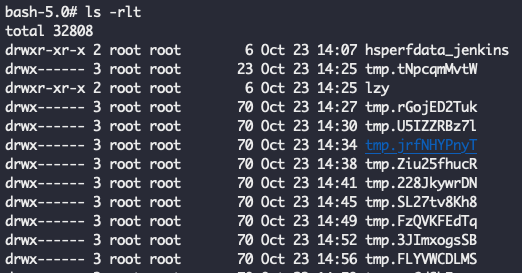 bash-5.0# ls -rlt
total 32808
drwxr-xr-x 2 root root 6 Oct 23 14:07 hsperfdata_jenkins
drwx------ 3 root root 23 Oct 23 14:25 tmp.tNpcqmMvtW
drwxr-xr-x 2 root root 6 Oct 23 14:25 lzy
drwx------ 3 root root 70 Oct 23 14:27 tmp.rGojED2Tuk
drwx------ 3 root root 70 Oct 23 14:30 tmp.U5IZZRBz7l
drwx------ 3 root root 70 Oct 23 14:34 tmp.jrfNHYPnyT
drwx------ 3 root root 70 Oct 23 14:38 tmp.Ziu25fhucR
drwx------ 3 root root 70 Oct 23 14:41 tmp.228JkywrDN
drwx------ 3 root root 70 Oct 23 14:45 tmp.SL27tv8Kh8
drwx------ 3 root root 70 Oct 23 14:49 tmp.FzQVKFEdTq
drwx------ 3 root root 70 Oct 23 14:52 tmp.3JImxogsSB
drwx------ 3 root root 70 Oct 23 14:56 tmp.FLYVWCDLMS